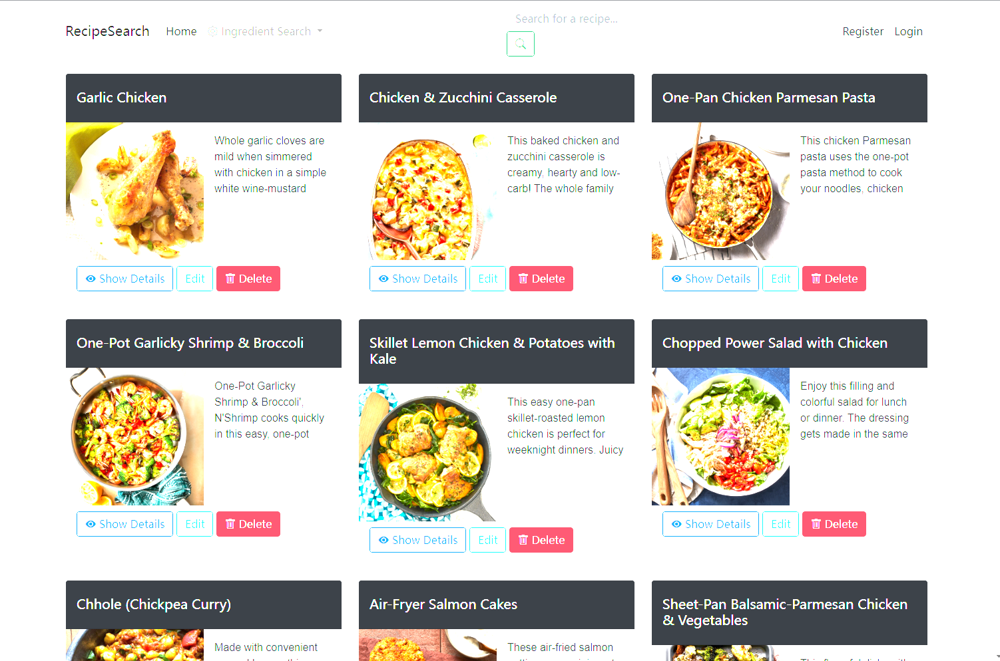 RecipeSearch Home Ingredient Search Search for a recipe... Register Login
Garlic Chicken
Whole garlic cloves are
mild when simmered
with chicken in a simple
white wine-mustard
Show Details Edit Delete
Chicken & Zucchini Casserole
This baked chicken and
zucchini casserole is
creamy, hearty and low-
carb! The whole family
Show Details Edit Delete
One-Pan Chicken Parmesan Pasta
This chicken Parmesan
pasta uses the one-pot
pasta method to cook
your noodles, chicken
Show Details Edit Delete
One-Pot Garlicky Shrimp & Broccoli
One-Pot Garlicky
Shrimp & Broccoli',
N'Shrimp cooks quickly
in this easy, one-pot
Show Details Edit Delete
Skillet Lemon Chicken & Potatoes with
Kale
This easy one-pan
skillet-roasted lemon
chicken is perfect for
weeknight dinners. Juicy
Show Details Edit Delete
Chopped Power Salad with Chicken
Enjoy this filling and
colorful salad for lunch
or dinner. The dressing
gets made in the same
Show Details Edit Delete
Chhole (Chickpea Curry)
Made with convenient
Air-Fryer Salmon Cakes
These air-fried salmon
Sheet-Pan Balsamic-Parmesan Chicken
& Vegetables